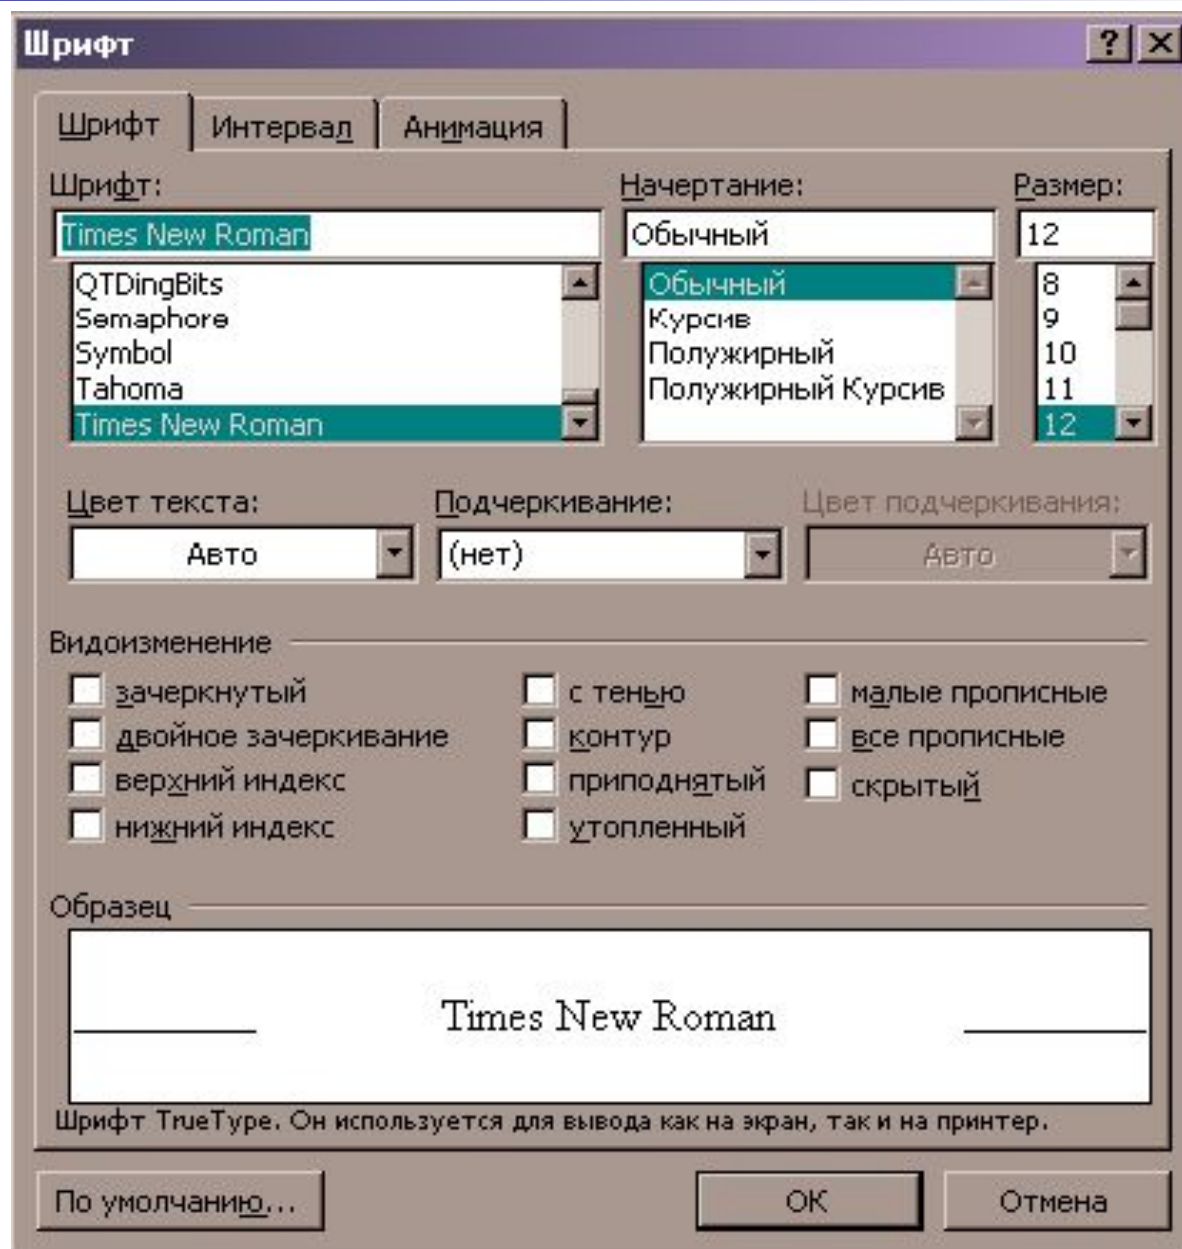 Шрифт
Шрифт Интервал Анимация
Шрифт: Начертание: Размер:
Times New Roman Обычный 12
QTDingBits Обычный 8
Semaphore Курсив 9
Symbol Полужирный 10
Tahoma Полужирный Курсив 11
Times New Roman 12
Цвет текста: Подчеркивание: Цвет подчеркивания:
Авто (нет) Авто
Видоизменение
зачеркнутый с тенью малые прописные
двойное зачеркивание контур все прописные
верхний индекс приподнятый скрытый
нижний индекс утопленный
Образец
Times New Roman
Шрифт TrueType. Он используется для вывода как на экран, так и на принтер.
По умолчанию... OK Отмена